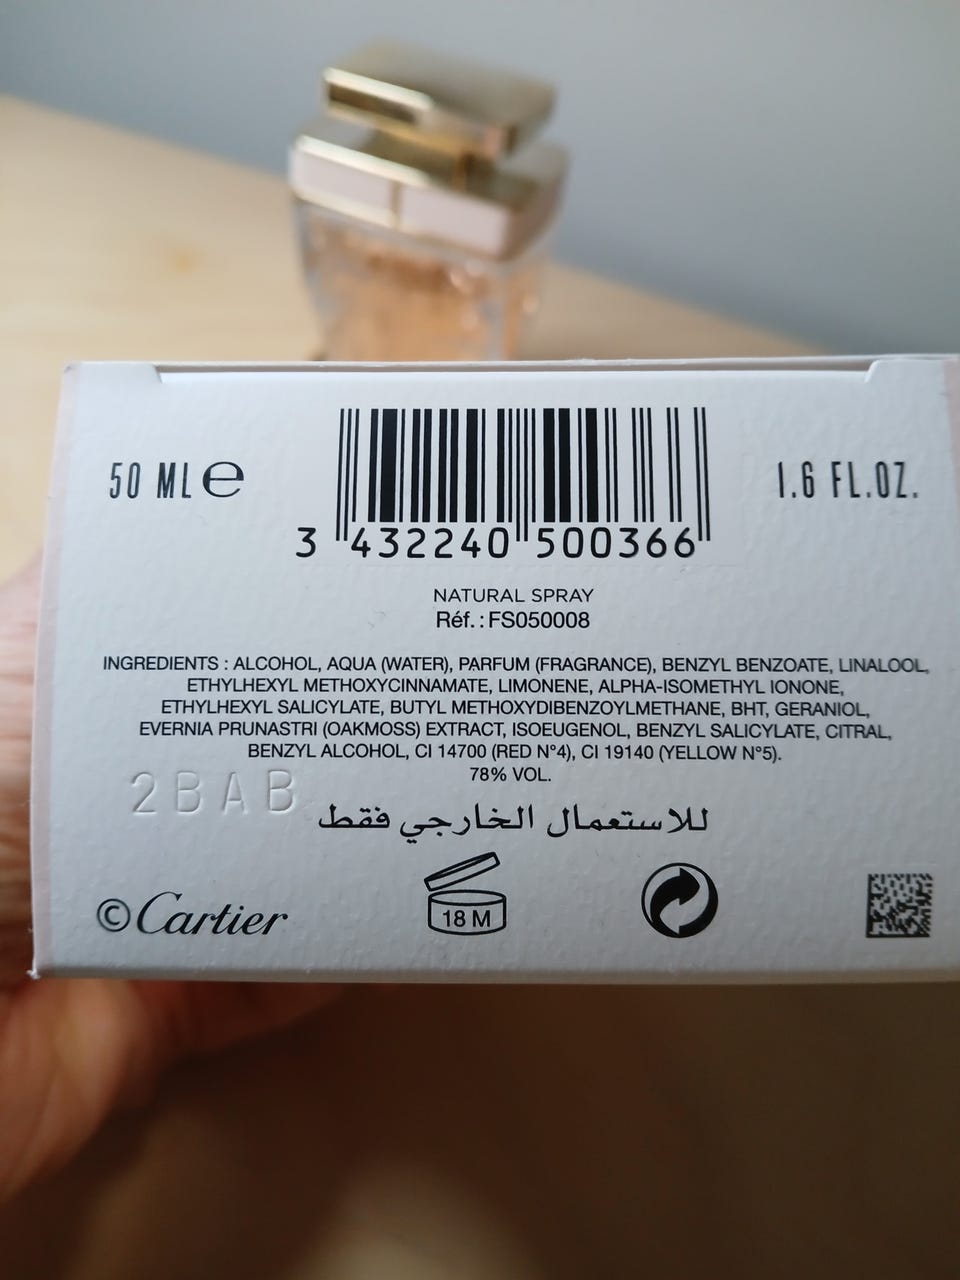 50 ML e
1.6 FL.OZ.
3 432240 500366
NATURAL SPRAY
Réf. : FS050008
INGREDIENTS : ALCOHOL, AQUA (WATER), PARFUM (FRAGRANCE), BENZYL BENZOATE, LINALOOL,
ETHYLHEXYL METHOXYCINNAMATE, LIMONENE, ALPHA-ISOMETHYL IONONE,
ETHYLHEXYL SALICYLATE, BUTYL METHOXYDIBENZOYLMETHANE, BHT, GERANIOL,
EVERNIA PRUNASTRI (OAKMOSS) EXTRACT, ISOEUGENOL, BENZYL SALICYLATE, CITRAL,
BENZYL ALCOHOL, CI 14700 (RED N°4), CI 19140 (YELLOW N°5).
78% VOL.
2BAB
للاستعمال الخارجي فقط
© Cartier
18 M